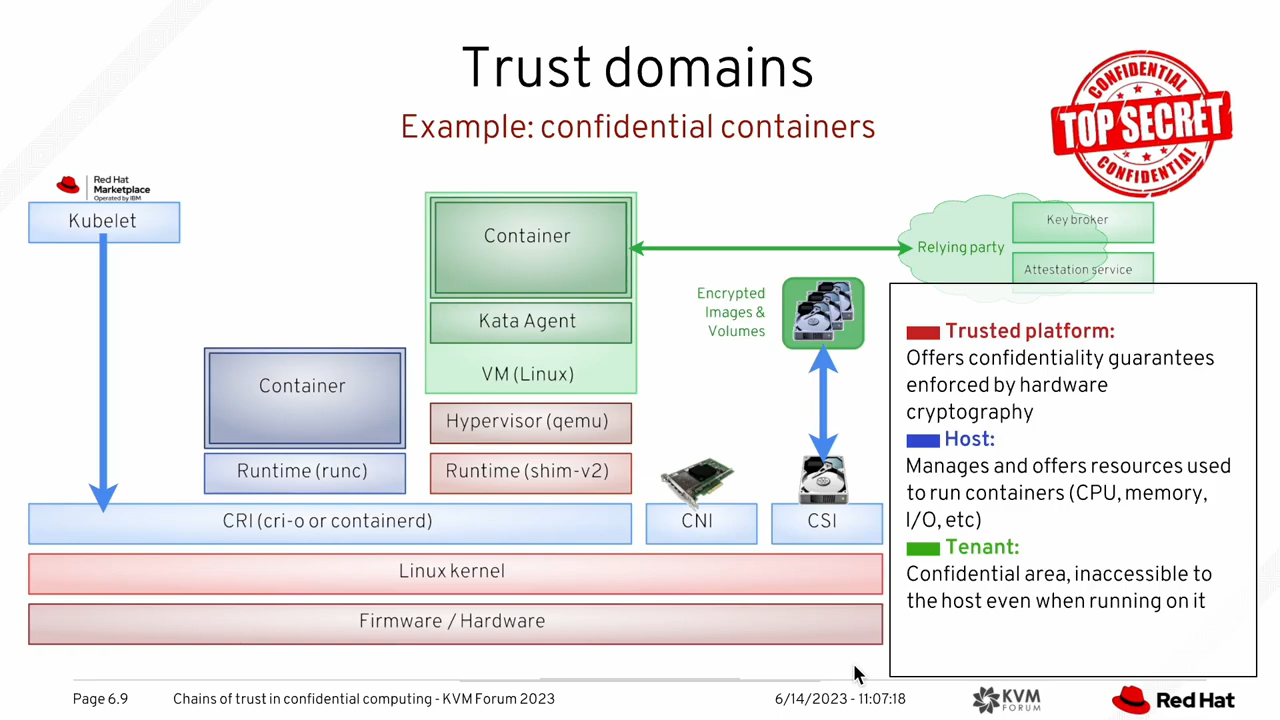 Trust domains
Example: confidential containers
CONFIDENTIAL
TOP SECRET
CONFIDENTIAL
Red Hat
Marketplace
Operated by IBM
Kubelet
Container
Kata Agent
VM (Linux)
Hypervisor (qemu)
Runtime (shim-v2)
Container
Runtime (runc)
CRI (cri-o or containerd)
CNI
CSI
Linux kernel
Firmware / Hardware
Encrypted
Images &
Volumes
Relying party
Key broker
Attestation service
Trusted platform:
Offers confidentiality guarantees
enforced by hardware
cryptography
Host:
Manages and offers resources used
to run containers (CPU, memory,
I/O, etc)
Tenant:
Confidential area, inaccessible to
the host even when running on it
Page 6.9
Chains of trust in confidential computing - KVM Forum 2023
6/14/2023 - 11:07:18
KVM
FORUM
Red Hat